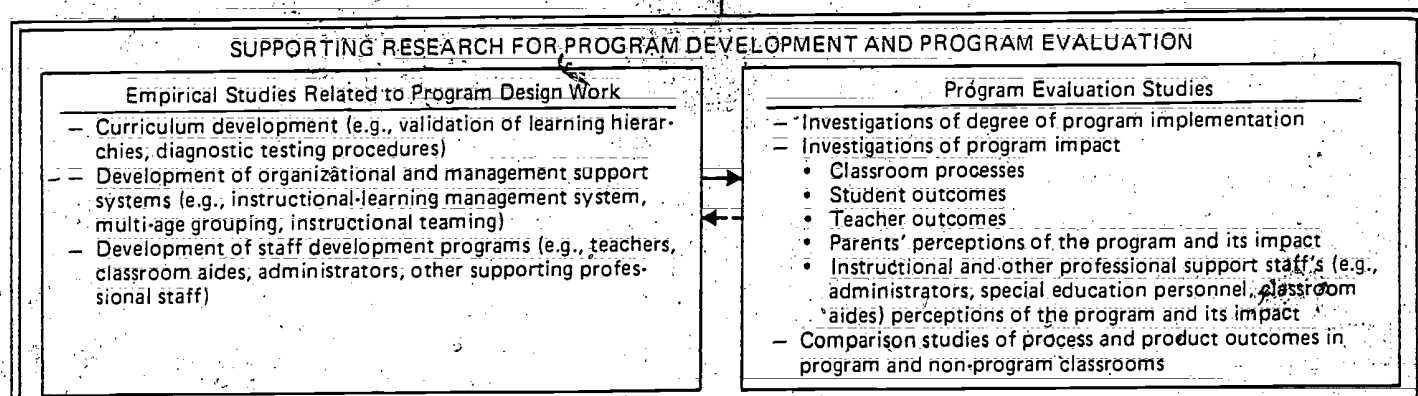 SUPPORTING RESEARCH FOR PROGRAM DEVELOPMENT AND PROGRAM EVALUATION
Empirical Studies Related to Program Design Work
— Curriculum development (e.g., validation of learning hierar-
chies, diagnostic testing procedures)
— Development of organizational and management support
systems (e.g., instructional-learning management system,
multi-age grouping, instructional teaming)
— Development of staff development programs (e.g., teachers,
classroom aides, administrators, other supporting profes-
sional staff)
Program Evaluation Studies
— Investigations of degree of program implementation
— Investigations of program impact
• Classroom processes
• Student outcomes
• Teacher outcomes
• Parents' perceptions of the program and its impact
• Instructional and other professional support staff's (e.g.,
administrators, special education personnel, classroom
aides) perceptions of the program and its impact
— Comparison studies of process and product outcomes in
program and non-program classrooms